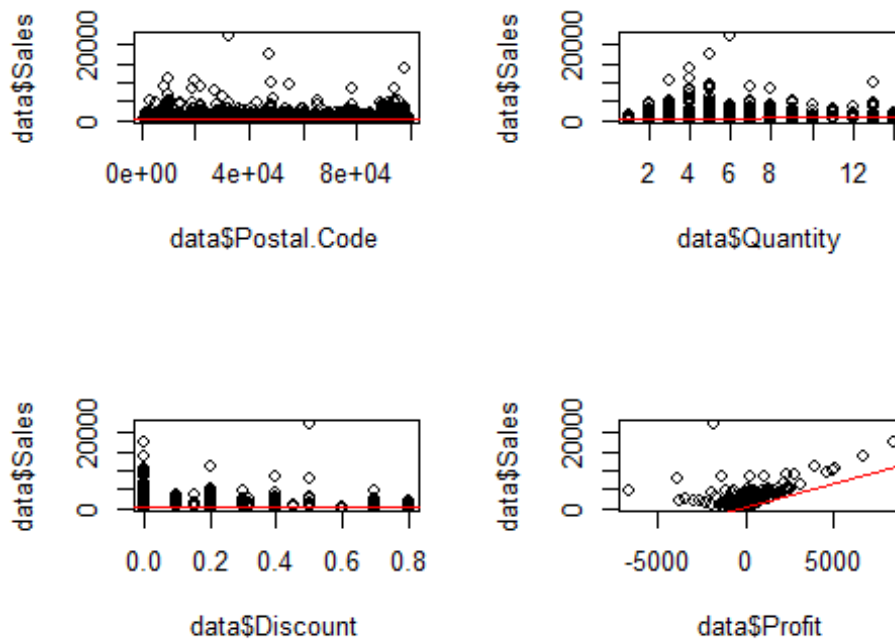 data$Sales
0 20000
0e+00 4e+04 8e+04
data$Postal.Code
data$Sales
0 20000
2 4 6 8 12
data$Quantity
data$Sales
0 20000
0.0 0.2 0.4 0.6 0.8
data$Discount
data$Sales
0 20000
-5000 0 5000
data$Profit